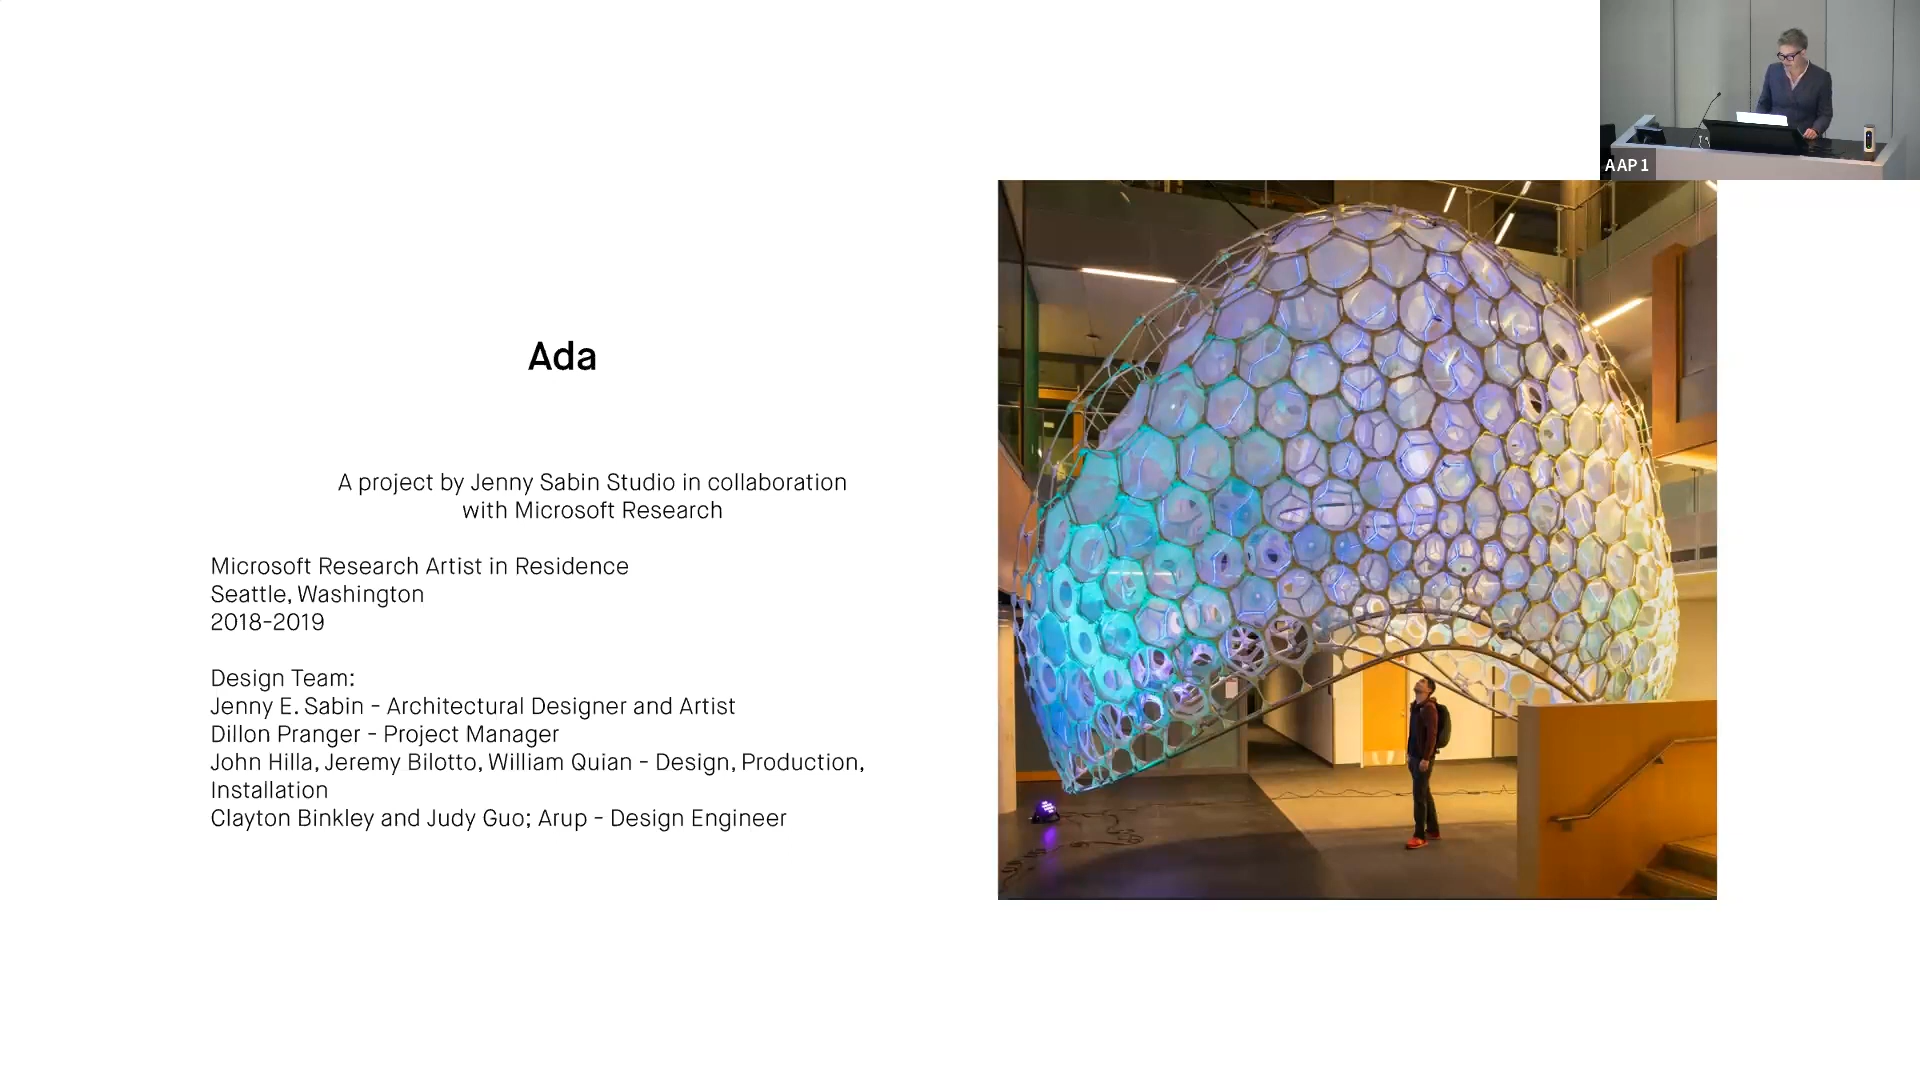 AAP 1
Ada
A project by Jenny Sabin Studio in collaboration
with Microsoft Research
Microsoft Research Artist in Residence
Seattle, Washington
2018-2019
Design Team:
Jenny E. Sabin - Architectural Designer and Artist
Dillon Pranger - Project Manager
John Hilla, Jeremy Bilotto, William Quian - Design, Production,
Installation
Clayton Binkley and Judy Guo; Arup - Design Engineer